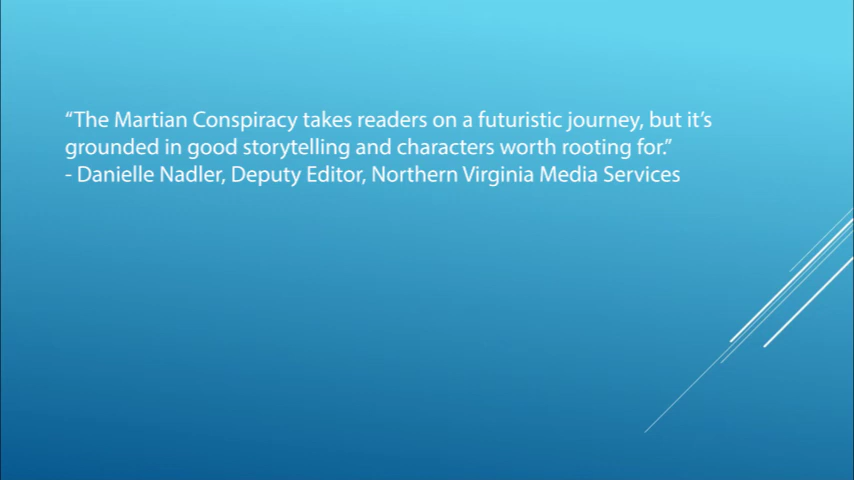 “The Martian Conspiracy takes readers on a futuristic journey, but it’s
grounded in good storytelling and characters worth rooting for.”
- Danielle Nadler, Deputy Editor, Northern Virginia Media Services